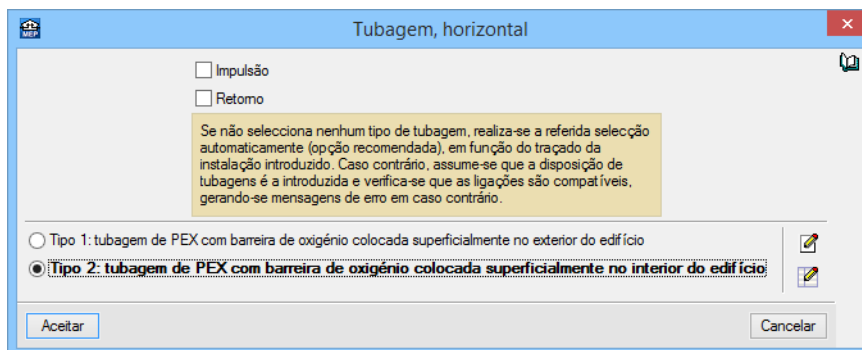 Tubagem, horizontal
MEP
Impulsão
Retorno
Se não selecciona nenhum tipo de tubagem, realiza-se a referida selecção
automaticamente (opção recomendada), em função do traçado da
instalação introduzido. Caso contrário, assume-se que a disposição de
tubagens é a introduzida e verifica-se que as ligações são compatíveis,
gerando-se mensagens de erro em caso contrário.
Tipo 1: tubagem de PEX com barreira de oxigénio colocada superficialmente no exterior do edifício
Tipo 2: tubagem de PEX com barreira de oxigénio colocada superficialmente no interior do edifício
Aceitar
Cancelar